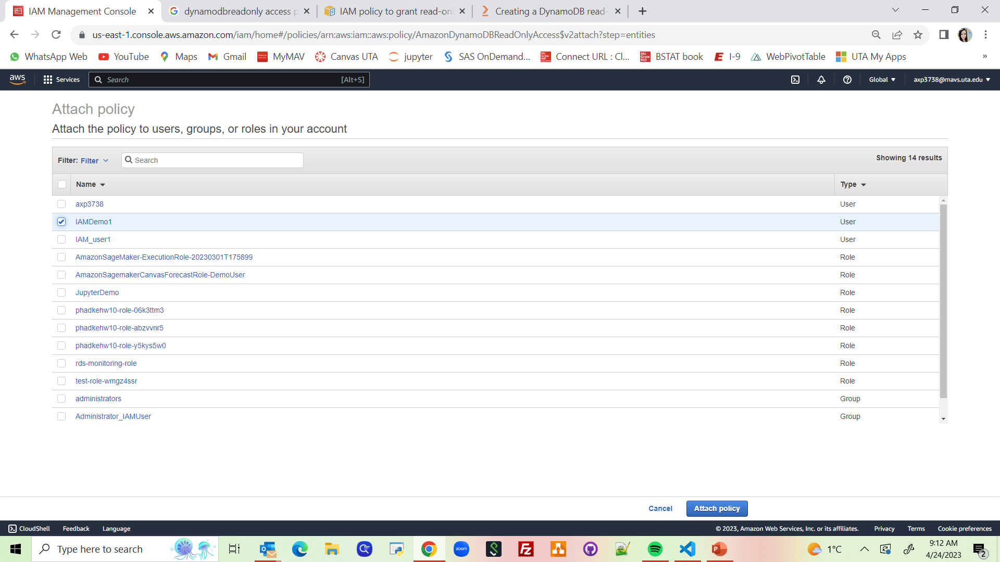 IAM Management Console
dynamodbreadonly access p
IAM policy to grant read-onl
Creating a DynamoDB read-
us-east-1.console.aws.amazon.com/iam/home#/policies/arn:aws:iam::aws:policy/AmazonDynamoDBReadOnlyAccess$v2attach?step=entities
WhatsApp Web YouTube Maps Gmail MyMAV Canvas UTA jupyter SAS OnDemand... Connect URL : Cl... BSTAT book I-9 WebPivotTable UTA My Apps »
aws Services Search [Alt+S] Global axp3738@mavs.uta.edu
Attach policy
Attach the policy to users, groups, or roles in your account
Filter: Filter Search Showing 14 results
Name Type
axp3738 User
IAMDemo1 User
IAM_user1 User
AmazonSageMaker-ExecutionRole-20230301T175899 Role
AmazonSagemakerCanvasForecastRole-DemoUser Role
JupyterDemo Role
phadkehw10-role-06k3ttm3 Role
phadkehw10-role-abzvvnr5 Role
phadkehw10-role-y5kys5w0 Role
rds-monitoring-role Role
test-role-wmgz4ssr Role
administrators Group
Administrator_IAMUser Group
Cancel Attach policy
CloudShell Feedback Language © 2023, Amazon Web Services, Inc. or its affiliates. Privacy Terms Cookie preferences
Type here to search zoom 1°C 9:12 AM
4/24/2023 2